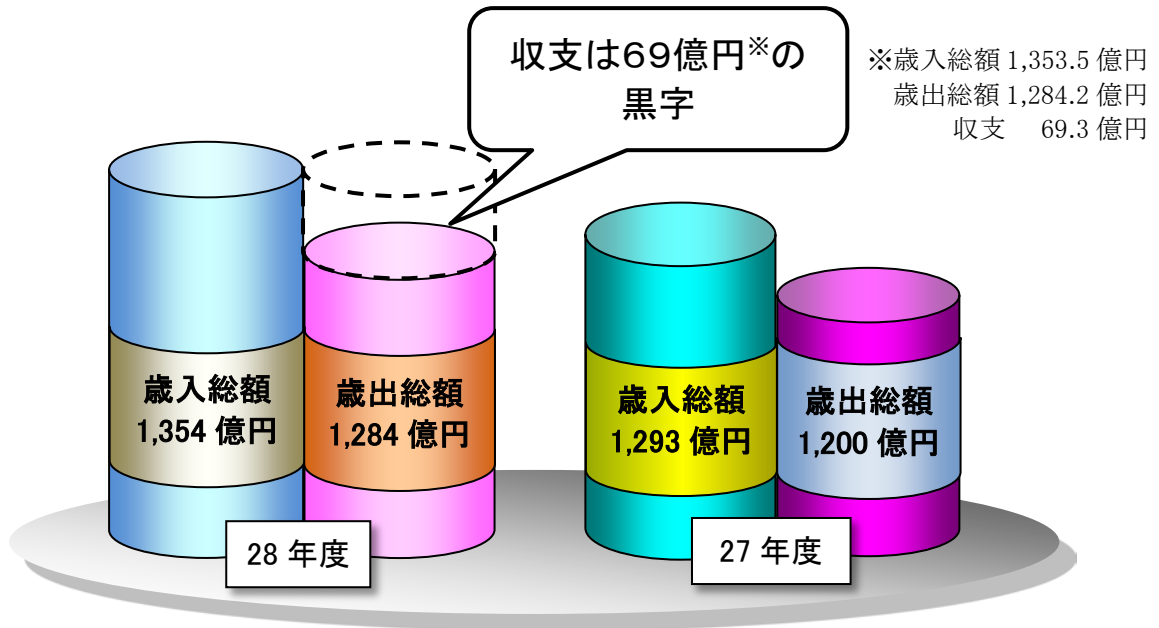 収支は69億円※の
黒字
※歳入総額 1,353.5 億円
歳出総額 1,284.2 億円
収支 69.3 億円
歳入総額
1,354 億円
歳出総額
1,284 億円
歳入総額
1,293 億円
歳出総額
1,200 億円
28 年度
27 年度